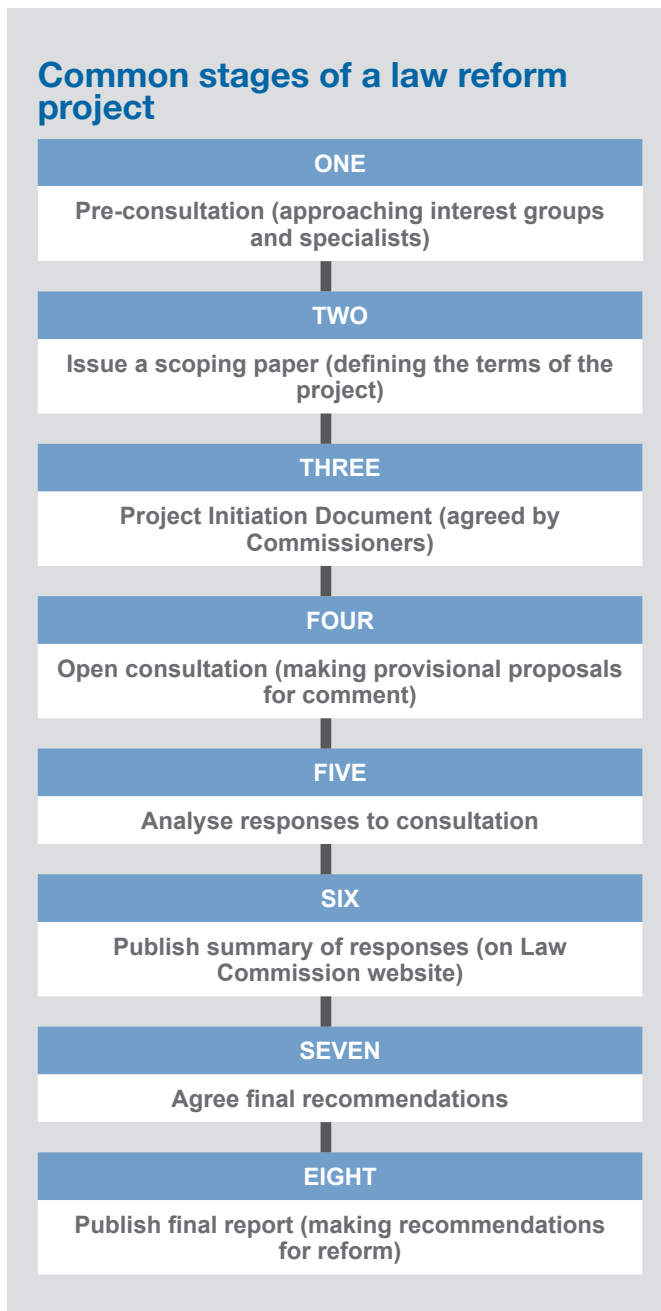 Common stages of a law reform
project
ONE
Pre-consultation (approaching interest groups
and specialists)
TWO
Issue a scoping paper (defining the terms of the
project)
THREE
Project Initiation Document (agreed by
Commissioners)
FOUR
Open consultation (making provisional proposals
for comment)
FIVE
Analyse responses to consultation
SIX
Publish summary of responses (on Law
Commission website)
SEVEN
Agree final recommendations
EIGHT
Publish final report (making recommendations
for reform)